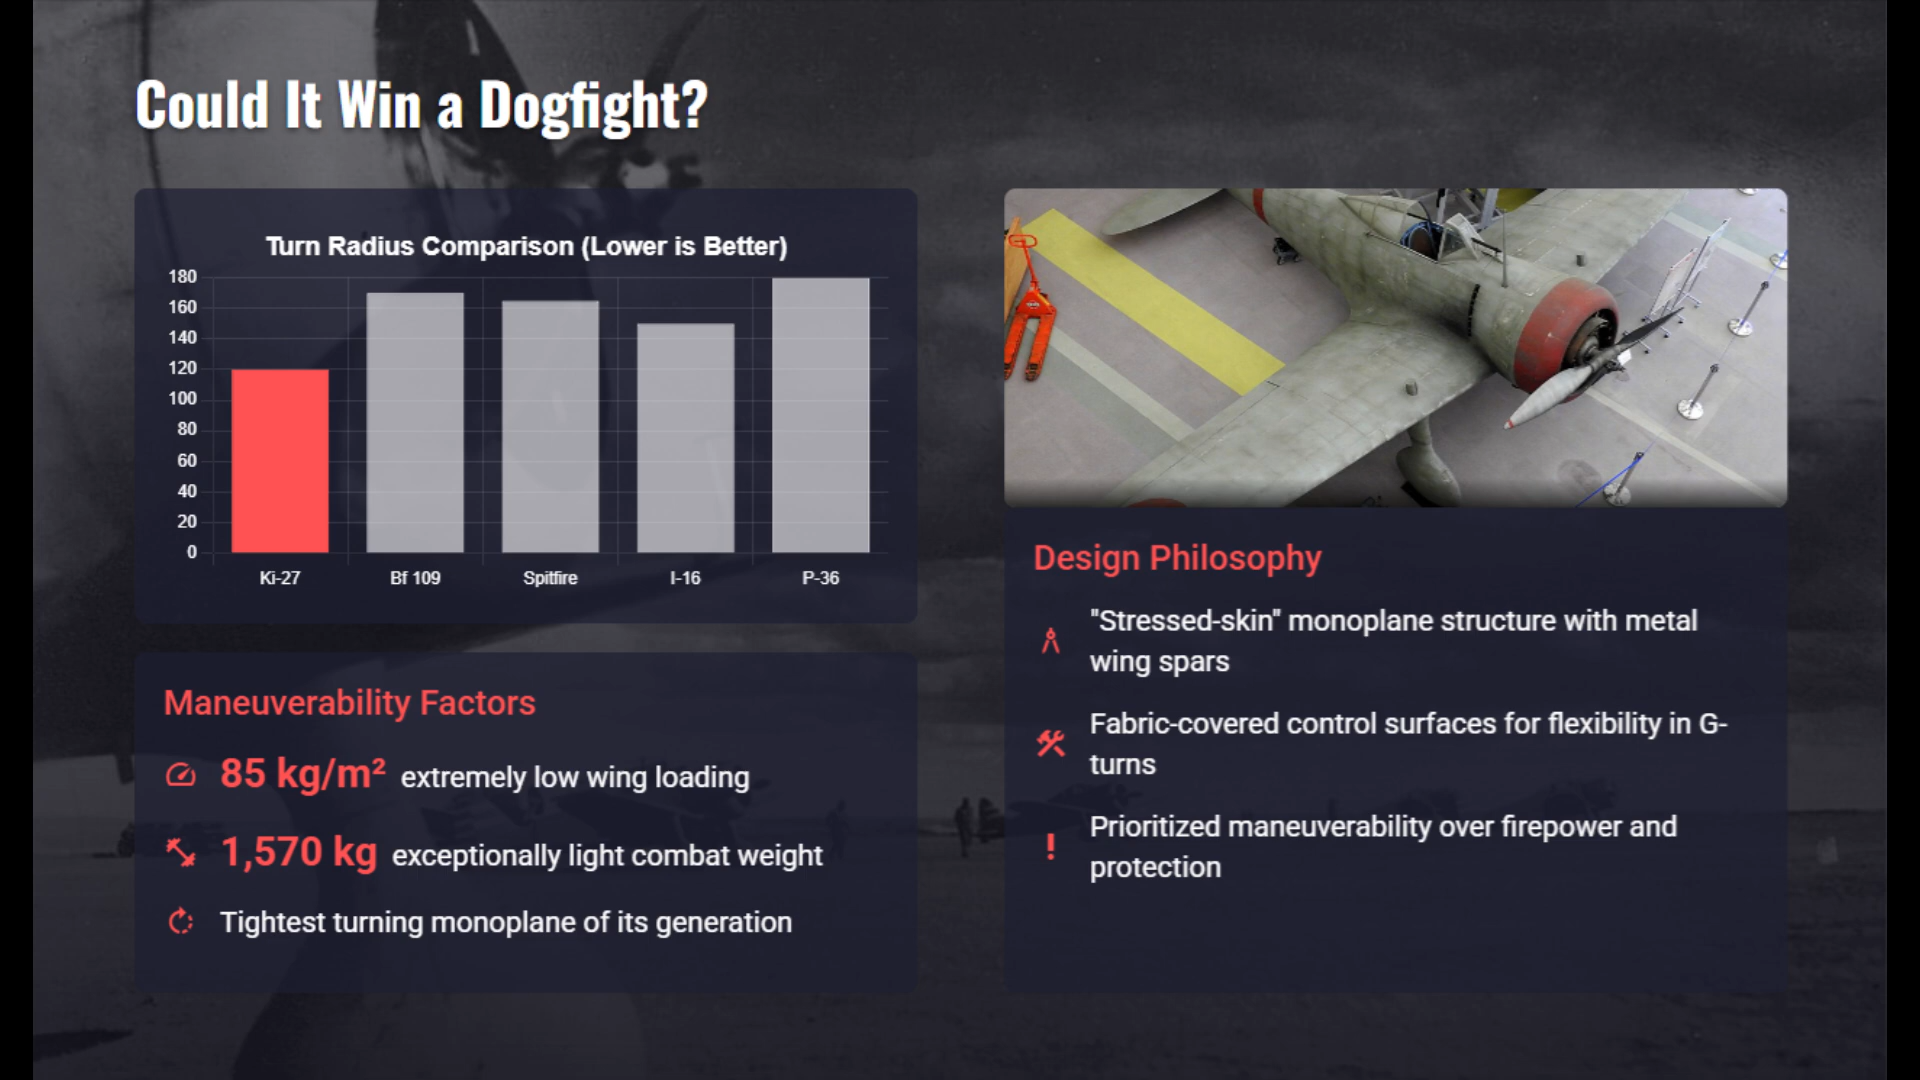 Could It Win a Dogfight?
Turn Radius Comparison (Lower is Better)
180
160
140
120
100
80
60
40
20
0
Ki-27
Bf 109
Spitfire
I-16
P-36
Maneuverability Factors
85 kg/m² extremely low wing loading
1,570 kg exceptionally light combat weight
Tightest turning monoplane of its generation
Design Philosophy
"Stressed-skin" monoplane structure with metal
wing spars
Fabric-covered control surfaces for flexibility in G-
turns
Prioritized maneuverability over firepower and
protection